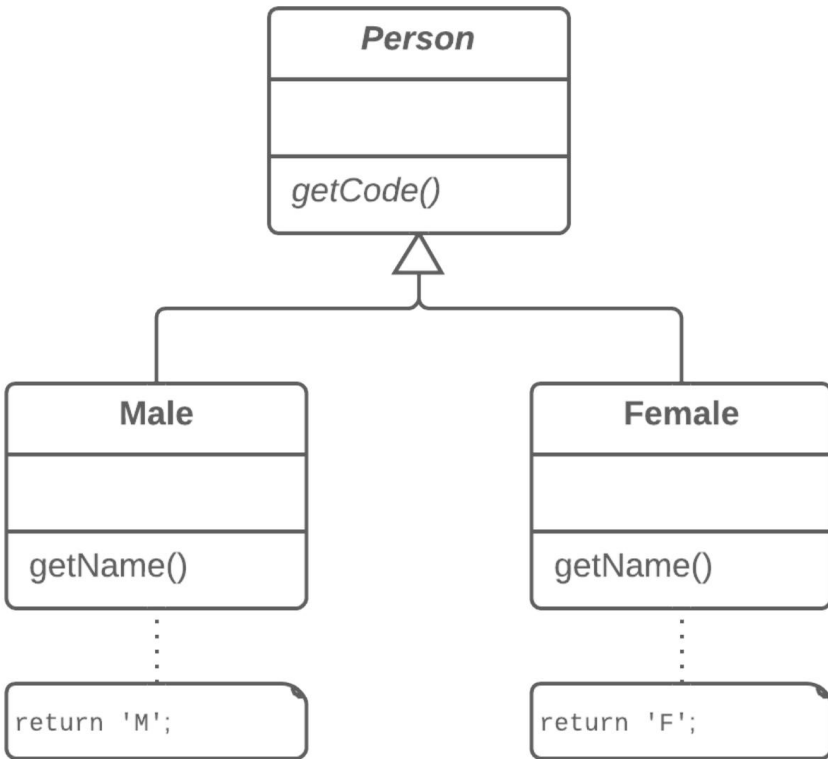 Person
getCode()
Male
Female
getName()
getName()
return 'M';
return 'F';